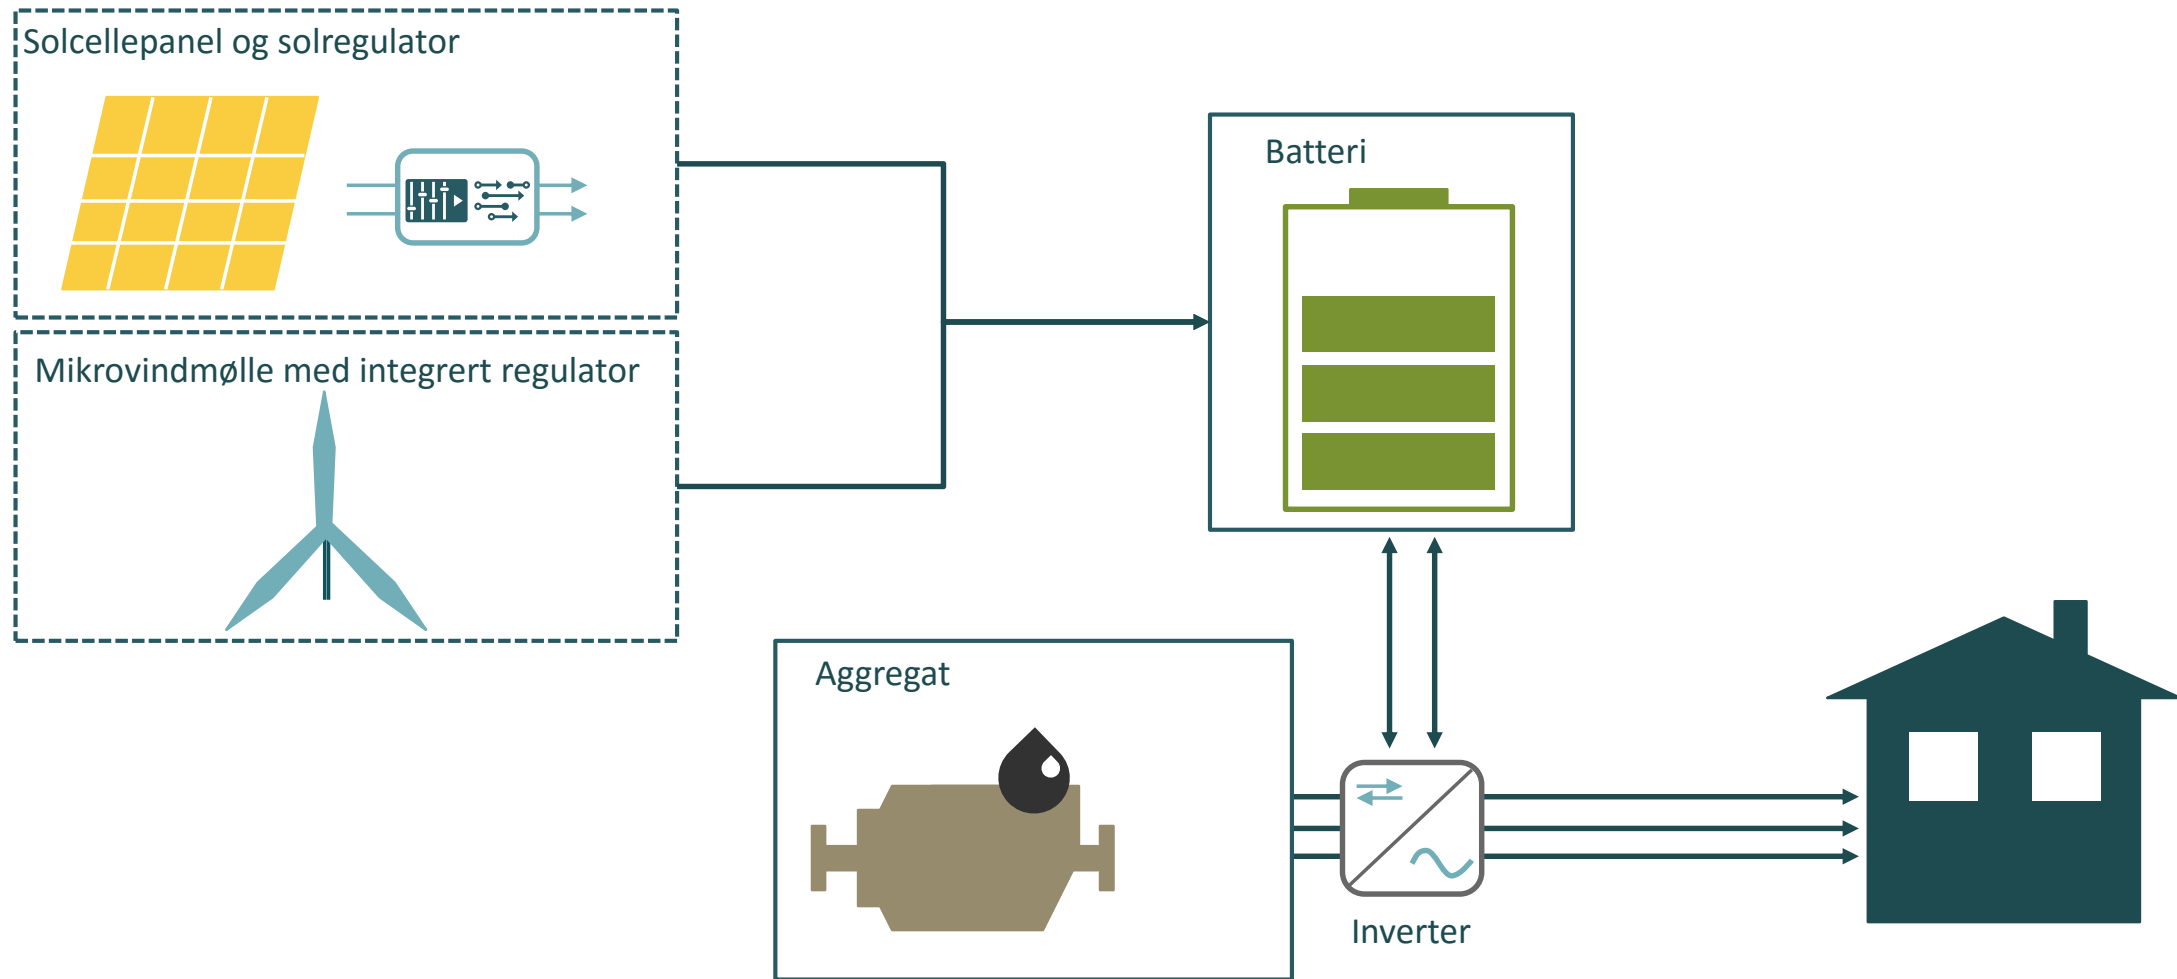 Solcellepanel og solregulator
Batteri
Mikrovindmølle med integrert regulator
Aggregat
Inverter